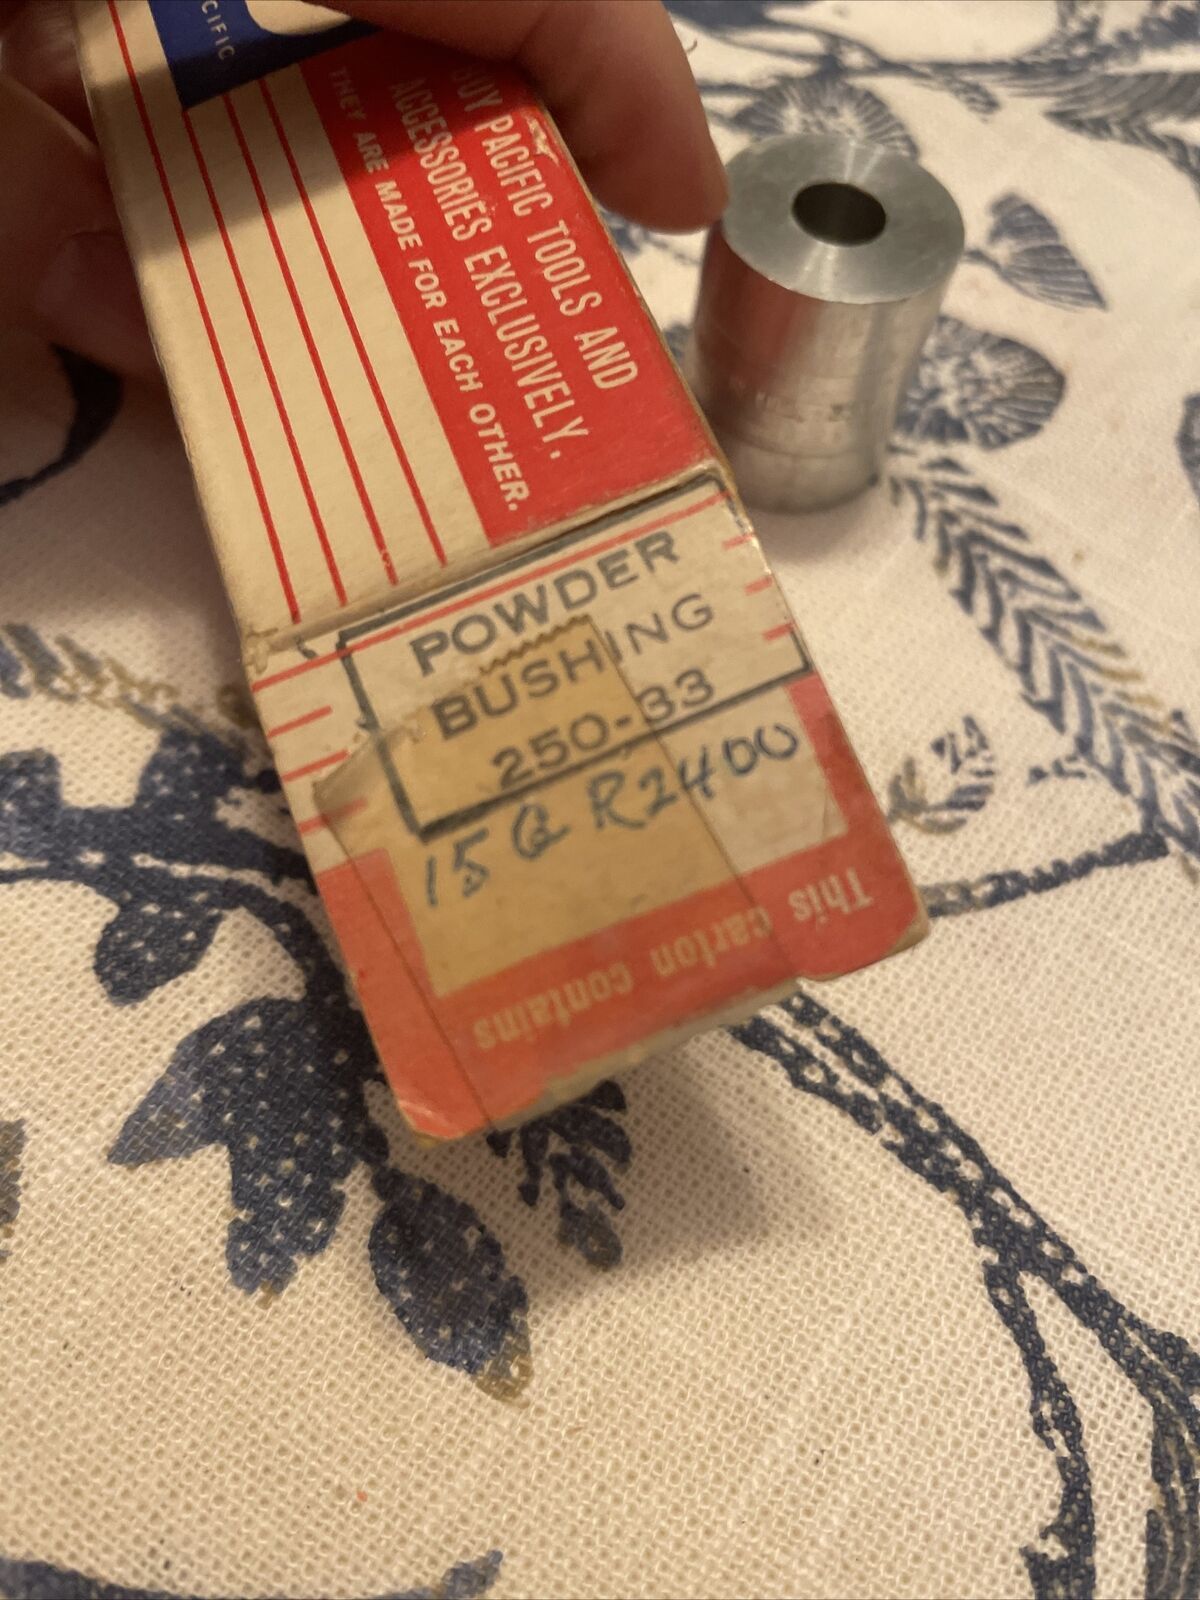 CIFIC
BUY PACIFIC TOOLS AND
ACCESSORIES EXCLUSIVELY.
THEY ARE MADE FOR EACH OTHER.
POWDER
BUSHING
250-33
15 G R2400
This carton contains